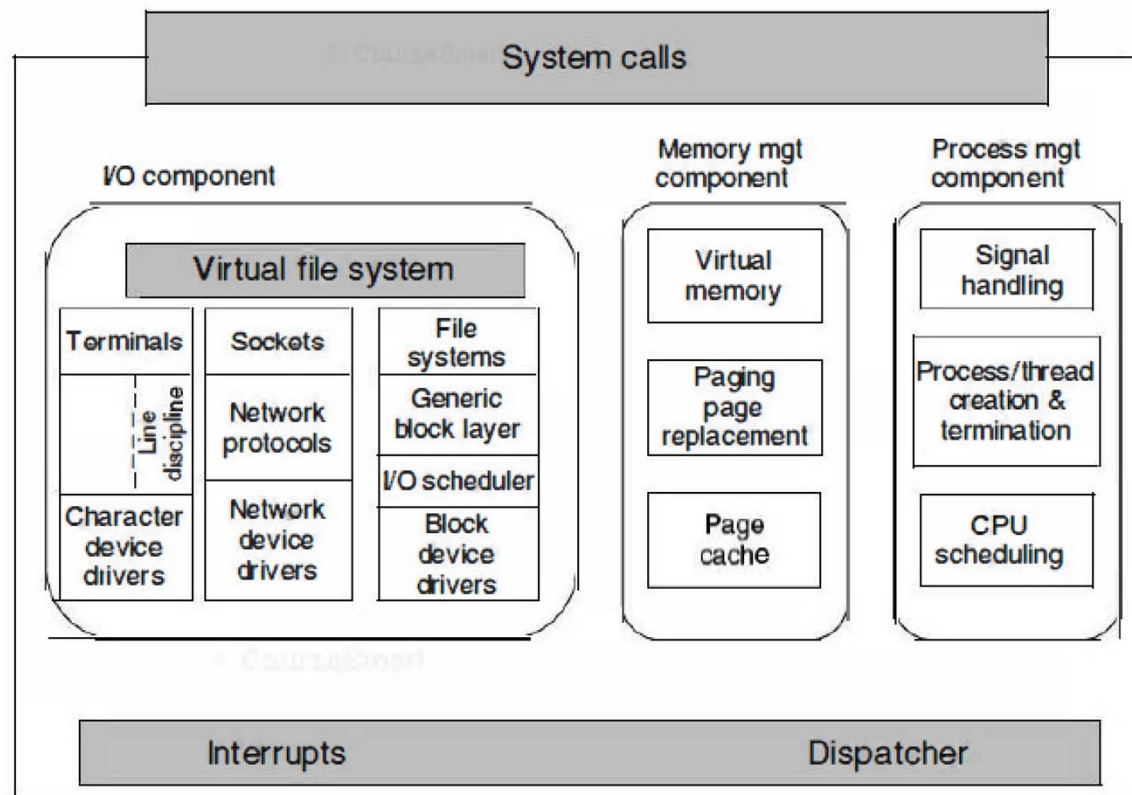 System calls
I/O component
Memory mgt
component
Process mgt
component
Virtual file system
Terminals
Line
discipline
Character
device
drivers
Sockets
Network
protocols
Network
device
drivers
File
systems
Generic
block layer
I/O scheduler
Block
device
drivers
Virtual
memory
Paging
page
replacement
Page
cache
Signal
handling
Process/thread
creation &
termination
CPU
scheduling
CourseSmart
Interrupts
Dispatcher